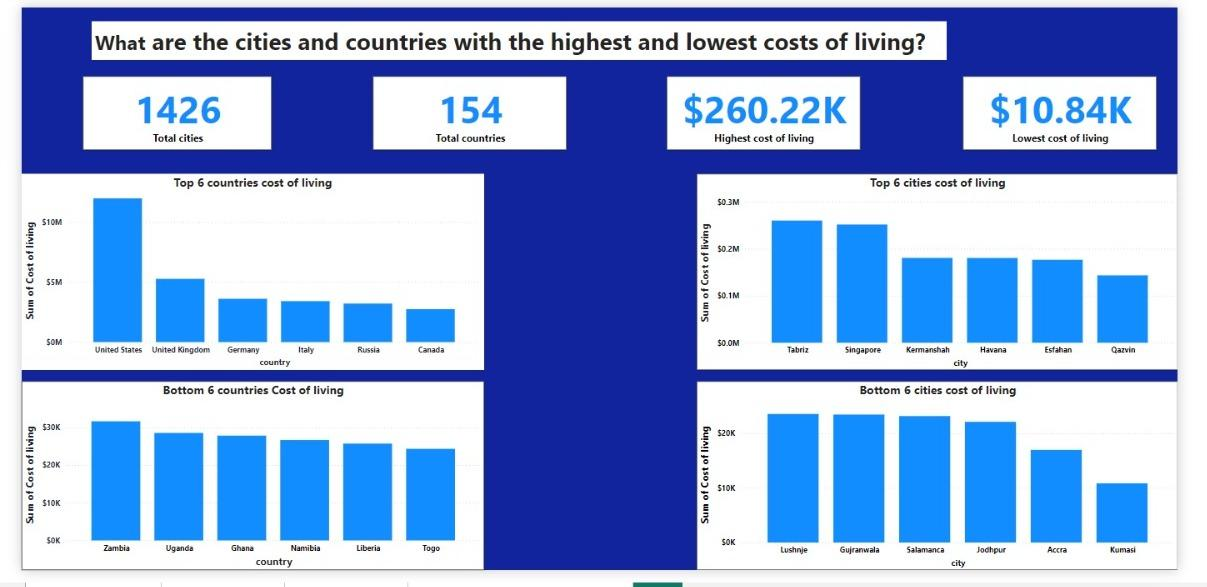 What are the cities and countries with the highest and lowest costs of living?
1426
Total cities
154
Total countries
$260.22K
Highest cost of living
$10.84K
Lowest cost of living
Top 6 countries cost of living
Sum of Cost of living
$10M
$5M
$0M
United States United Kingdom Germany Italy Russia Canada
country
Top 6 cities cost of living
Sum of Cost of living
$0.3M
$0.2M
$0.1M
$0.0M
Tabriz Singapore Kermanshah Havana Esfahan Qazvin
city
Bottom 6 countries Cost of living
Sum of Cost of living
$30K
$20K
$10K
$0K
Zambia Uganda Ghana Namibia Liberia Togo
country
Bottom 6 cities cost of living
Sum of Cost of living
$20K
$10K
$0K
Lushnje Gujranwala Salamanca Jodhpur Accra Kumasi
city